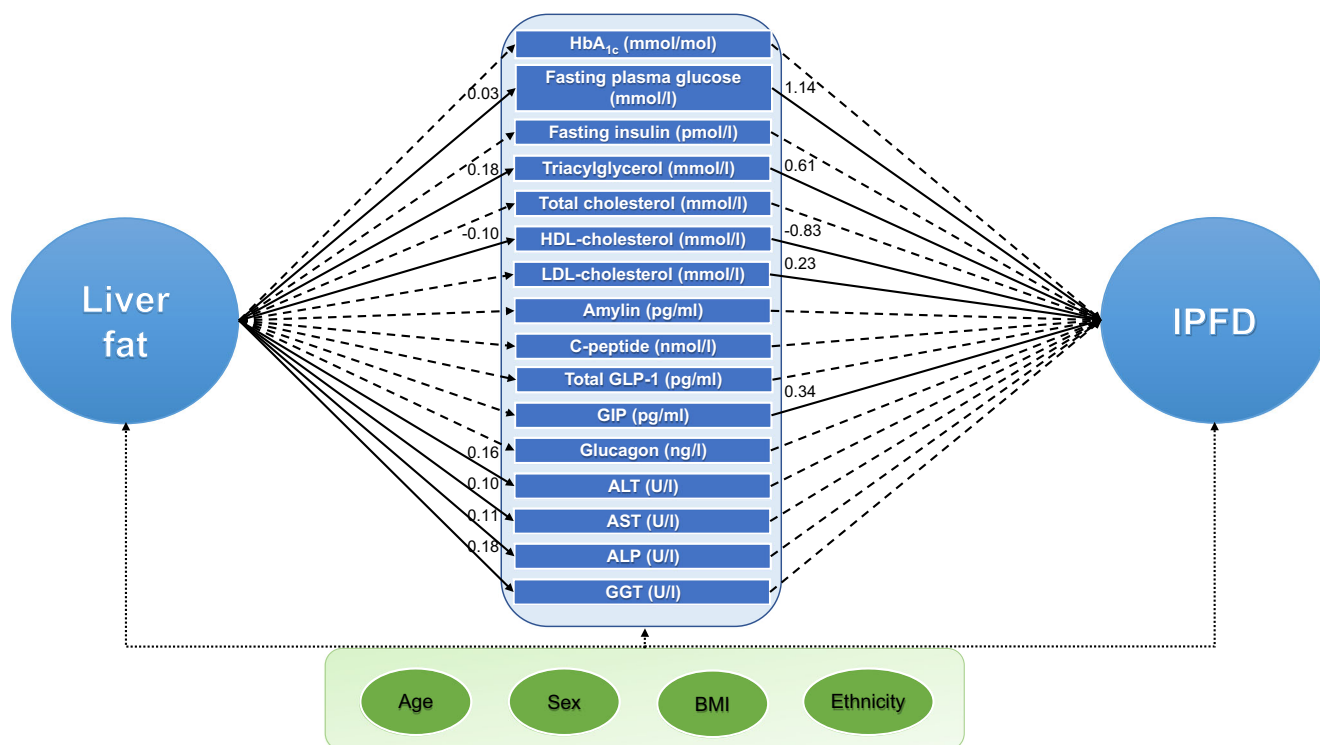 HbA1c (mmol/mol)
Fasting plasma glucose
(mmol/l)
0.03
1.14
Fasting insulin (pmol/l)
Triacylglycerol (mmol/l)
0.18
0.61
Total cholesterol (mmol/l)
-0.10
HDL-cholesterol (mmol/l)
-0.83
LDL-cholesterol (mmol/l)
0.23
Liver
fat
Amylin (pg/ml)
IPFD
C-peptide (nmol/l)
Total GLP-1 (pg/ml)
0.34
GIP (pg/ml)
Glucagon (ng/l)
0.16
ALT (U/l)
0.10
AST (U/l)
0.11
ALP (U/l)
0.18
GGT (U/l)
Age
Sex
BMI
Ethnicity